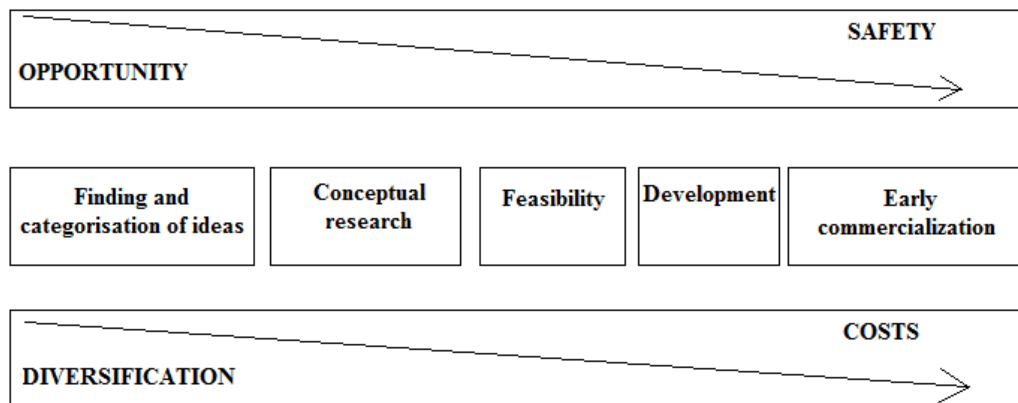 SAFETY
OPPORTUNITY
Finding and
categorisation of ideas
Conceptual
research
Feasibility
Development
Early
commercialization
COSTS
DIVERSIFICATION